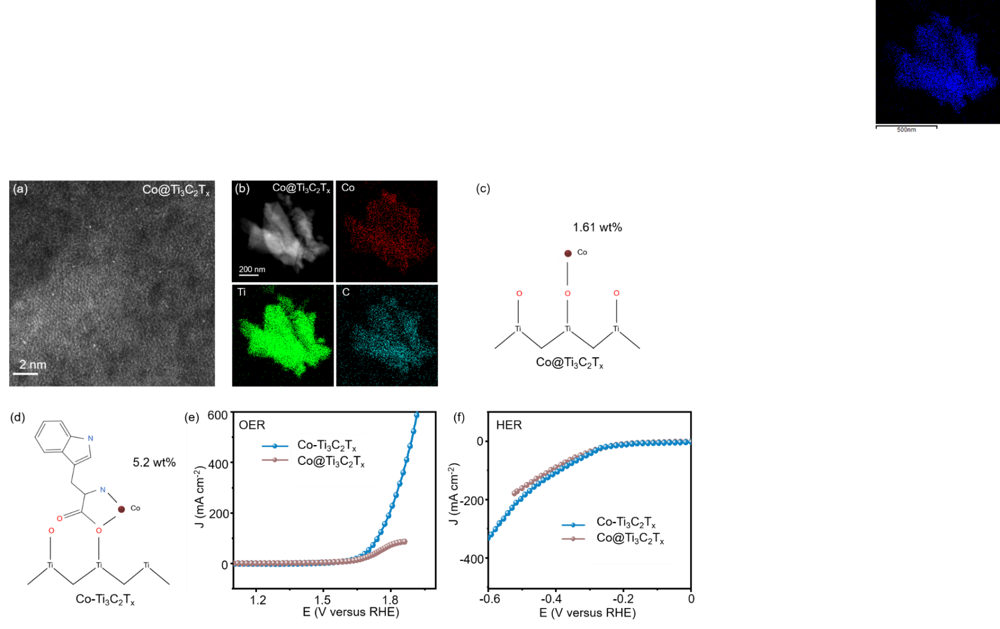 500nm
(a) Co@Ti₃C₂Tₓ
2 nm
(b) Co@Ti₃C₂Tₓ
200 nm
Co
Ti
C
(c)
1.61 wt%
Co
O O O
Ti Ti Ti
Co@Ti₃C₂Tₓ
(d)
N
5.2 wt%
N
Co
O
O O
Ti Ti Ti
Co-Ti₃C₂Tₓ
(e)
OER
Co-Ti₃C₂Tₓ
Co@Ti₃C₂Tₓ
J (mA cm⁻²)
600
400
200
0
1.2 1.5 1.8
E (V versus RHE)
(f)
HER
Co-Ti₃C₂Tₓ
Co@Ti₃C₂Tₓ
J (mA cm⁻²)
0
-200
-400
-0.6 -0.4 -0.2 0
E (V versus RHE)